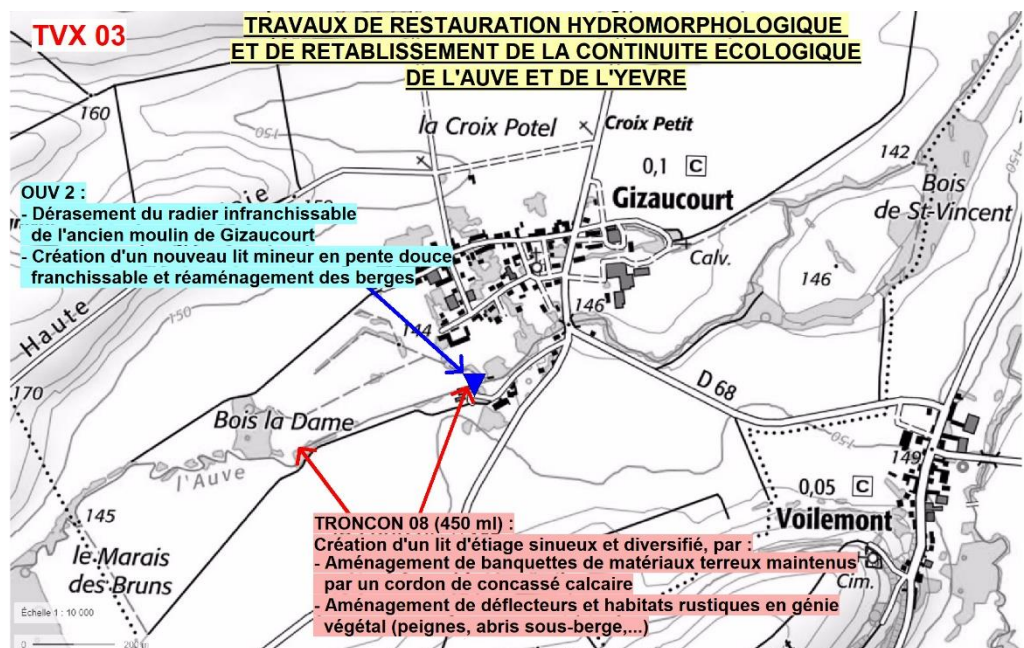 TVX 03
TRAVAUX DE RESTAURATION HYDROMORPHOLOGIQUE
ET DE RETABLISSEMENT DE LA CONTINUITE ECOLOGIQUE
DE L'AUVE ET DE L'YEVRE
160
150
la Croix Potel
Croix Petit
0,1 C
Gizaucourt
142
Bois
de St-Vincent
150
OUV 2 :
- Dérasement du radier infranchissable
de l'ancien moulin de Gizaucourt
- Création d'un nouveau lit mineur en pente douce
franchissable et réaménagement des berges
Calv.
146
146
Haute
150
144
170
D 68
Bois la Dame
l'Auve
150
149
0,05 C
Voilemont
145
le Marais
des Bruns
Cim.
TRONCON 08 (450 ml) :
Création d'un lit d'étiage sinueux et diversifié, par :
- Aménagement de banquettes de matériaux terreux maintenus
par un cordon de concassé calcaire
- Aménagement de déflecteurs et habitats rustiques en génie
végétal (peignes, abris sous-berge,...)
Échelle 1 : 10 000
0 200 m